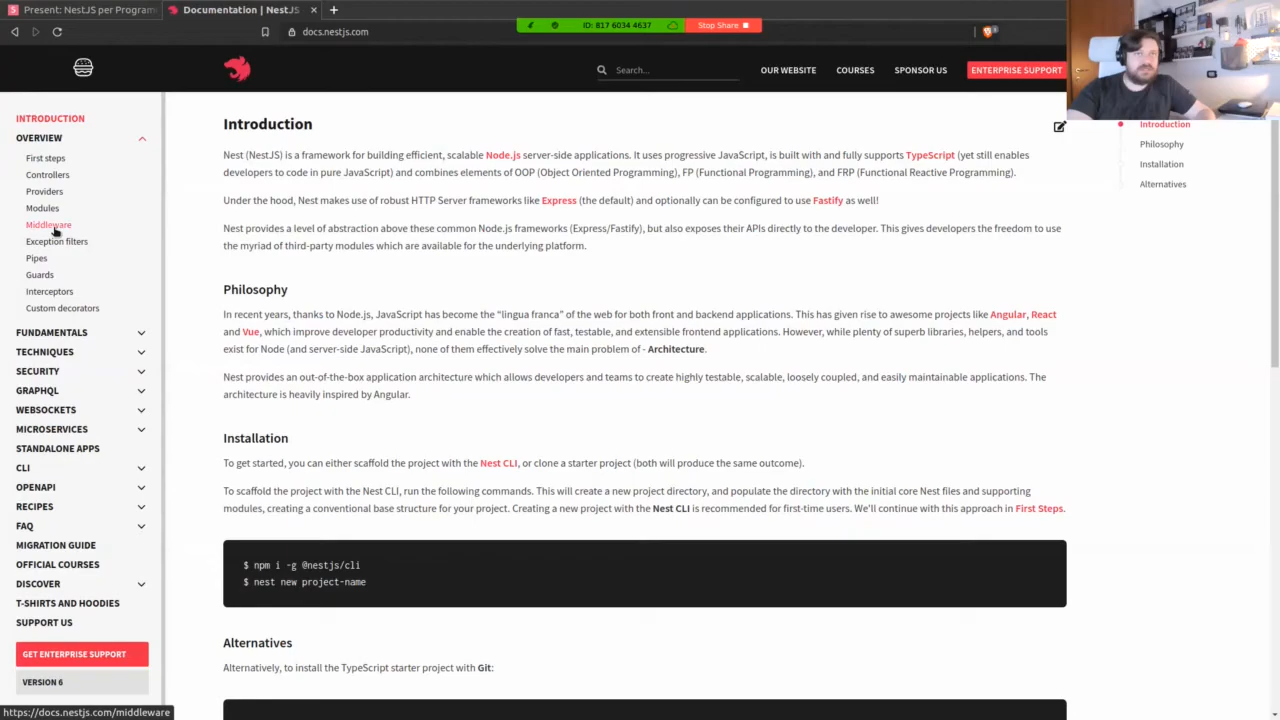 Present: NestJS per Program
Documentation | NestJS
docs.nestjs.com
ID: 817 6034 4637
Stop Share
Search...
OUR WEBSITE
COURSES
SPONSOR US
ENTERPRISE SUPPORT
INTRODUCTION
OVERVIEW
First steps
Controllers
Providers
Modules
Middleware
Exception filters
Pipes
Guards
Interceptors
Custom decorators
FUNDAMENTALS
TECHNIQUES
SECURITY
GRAPHQL
WEBSOCKETS
MICROSERVICES
STANDALONE APPS
CLI
OPENAPI
RECIPES
FAQ
MIGRATION GUIDE
OFFICIAL COURSES
DISCOVER
T-SHIRTS AND HOODIES
SUPPORT US
GET ENTERPRISE SUPPORT
VERSION 6
https://docs.nestjs.com/middleware
Introduction
Nest (NestJS) is a framework for building efficient, scalable Node.js server-side applications. It uses progressive JavaScript, is built with and fully supports TypeScript (yet still enables
developers to code in pure JavaScript) and combines elements of OOP (Object Oriented Programming), FP (Functional Programming), and FRP (Functional Reactive Programming).
Under the hood, Nest makes use of robust HTTP Server frameworks like Express (the default) and optionally can be configured to use Fastify as well!
Nest provides a level of abstraction above these common Node.js frameworks (Express/Fastify), but also exposes their APIs directly to the developer. This gives developers the freedom to use
the myriad of third-party modules which are available for the underlying platform.
Philosophy
In recent years, thanks to Node.js, JavaScript has become the “lingua franca” of the web for both front and backend applications. This has given rise to awesome projects like Angular, React
and Vue, which improve developer productivity and enable the creation of fast, testable, and extensible frontend applications. However, while plenty of superb libraries, helpers, and tools
exist for Node (and server-side JavaScript), none of them effectively solve the main problem of - Architecture.
Nest provides an out-of-the-box application architecture which allows developers and teams to create highly testable, scalable, loosely coupled, and easily maintainable applications. The
architecture is heavily inspired by Angular.
Installation
To get started, you can either scaffold the project with the Nest CLI, or clone a starter project (both will produce the same outcome).
To scaffold the project with the Nest CLI, run the following commands. This will create a new project directory, and populate the directory with the initial core Nest files and supporting
modules, creating a conventional base structure for your project. Creating a new project with the Nest CLI is recommended for first-time users. We'll continue with this approach in First Steps.
$ npm i -g @nestjs/cli
$ nest new project-name
Alternatives
Alternatively, to install the TypeScript starter project with Git:
Introduction
Philosophy
Installation
Alternatives